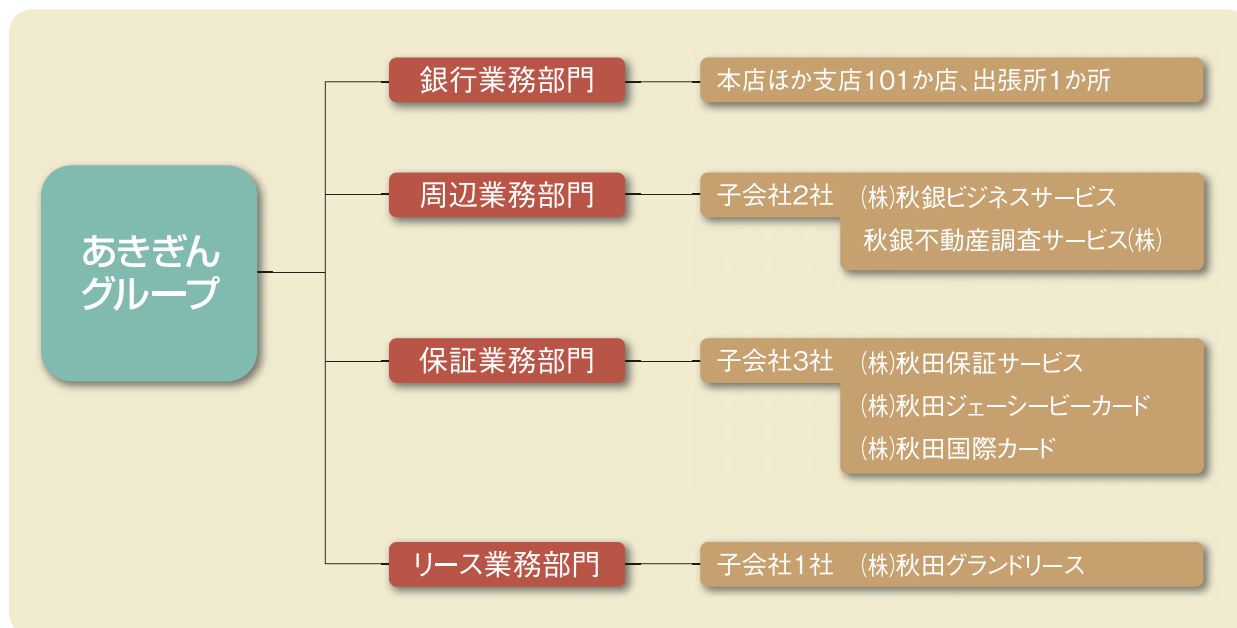 あきぎん
グループ
銀行業務部門
本店ほか支店101か店、出張所1か所
周辺業務部門
子会社2社 (株)秋銀ビジネスサービス
秋銀不動産調査サービス(株)
保証業務部門
子会社3社 (株)秋田保証サービス
(株)秋田ジェーシービーカード
(株)秋田国際カード
リース業務部門
子会社1社 (株)秋田グランドリース